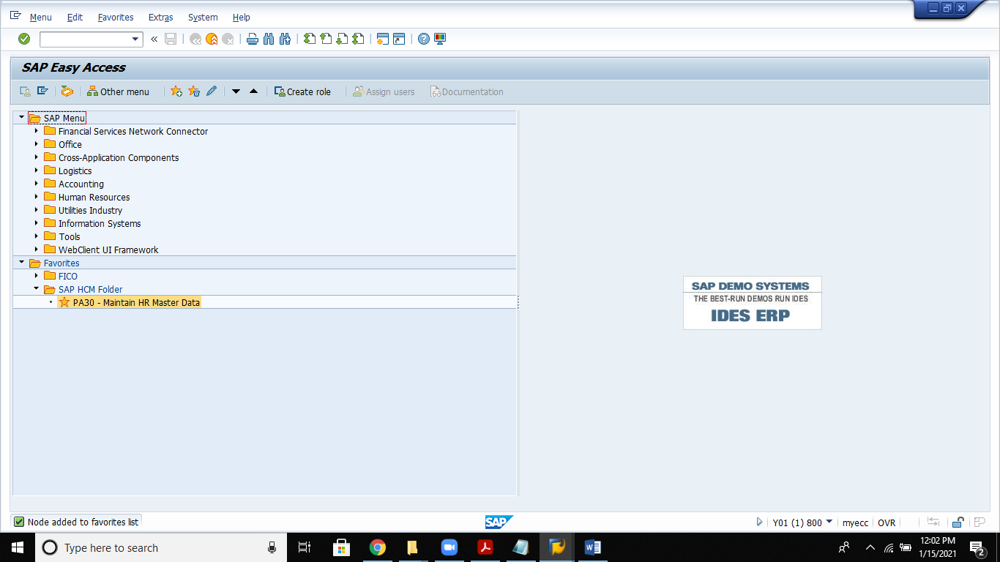 Menu Edit Favorites Extras System Help
SAP Easy Access
Other menu Create role Assign users Documentation
SAP Menu
Financial Services Network Connector
Office
Cross-Application Components
Logistics
Accounting
Human Resources
Utilities Industry
Information Systems
Tools
WebClient UI Framework
Favorites
FICO
SAP HCM Folder
PA30 - Maintain HR Master Data
SAP DEMO SYSTEMS
THE BEST-RUN DEMOS RUN IDES
IDES ERP
Node added to favorites list SAP Y01 (1) 800 myecc OVR
Type here to search 12:02 PM
1/15/2021 2